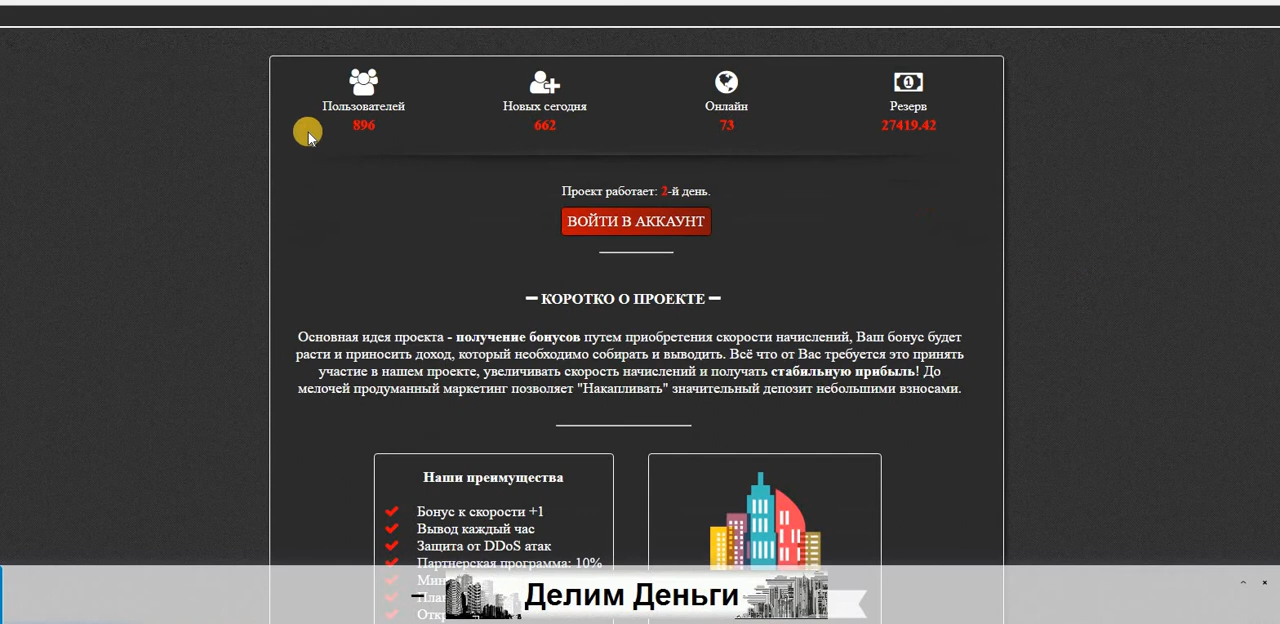 Пользователей Новых сегодня Онлайн Резерв
896 662 73 27419.42
Проект работает: 2-й день.
ВОЙТИ В АККАУНТ
КОРОТКО О ПРОЕКТЕ
Основная идея проекта - получение бонусов путем приобретения скорости начислений, Ваш бонус будет
расти и приносить доход, который необходимо собирать и выводить. Всё что от Вас требуется это принять
участие в нашем проекте, увеличивать скорость начислений и получать стабильную прибыль! До
мелочей продуманный маркетинг позволяет "Накапливать" значительный депозит небольшими взносами.
Наши преимущества
Бонус к скорости +1
Вывод каждый час
Защита от DDoS атак
Партнерская программа: 10%
Делим Деньги